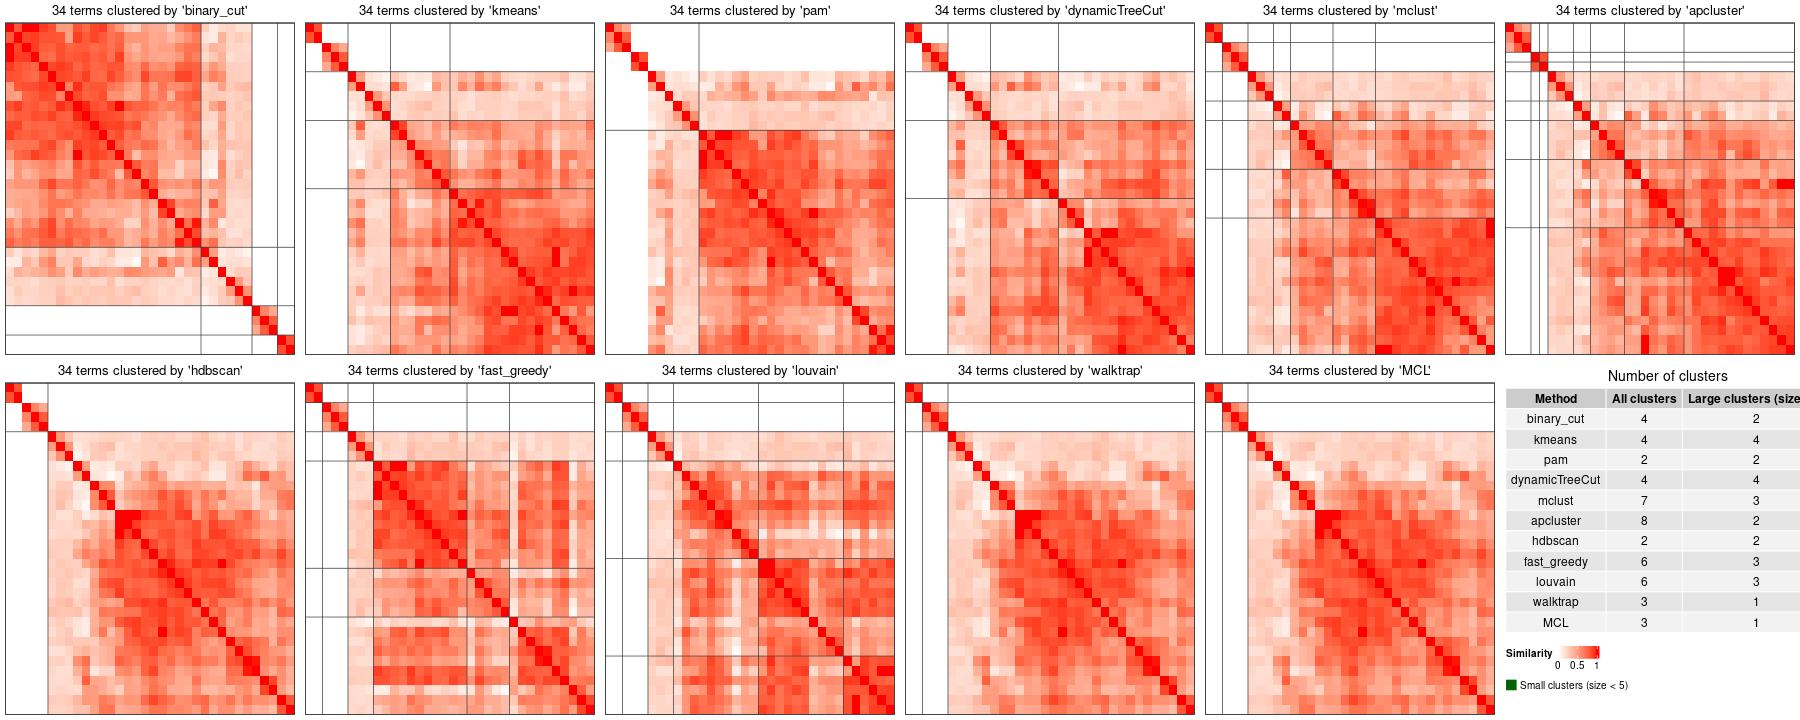 34 terms clustered by 'binary_cut'
34 terms clustered by 'kmeans'
34 terms clustered by 'pam'
34 terms clustered by 'dynamicTreeCut'
34 terms clustered by 'mclust'
34 terms clustered by 'apcluster'
34 terms clustered by 'hdbscan'
34 terms clustered by 'fast_greedy'
34 terms clustered by 'louvain'
34 terms clustered by 'walktrap'
34 terms clustered by 'MCL'
Number of clusters
Method All clusters Large clusters (size
binary_cut 4 2
kmeans 4 4
pam 2 2
dynamicTreeCut 4 4
mclust 7 3
apcluster 8 2
hdbscan 2 2
fast_greedy 6 3
louvain 6 3
walktrap 3 1
MCL 3 1
Similarity
0 0.5 1
Small clusters (size < 5)